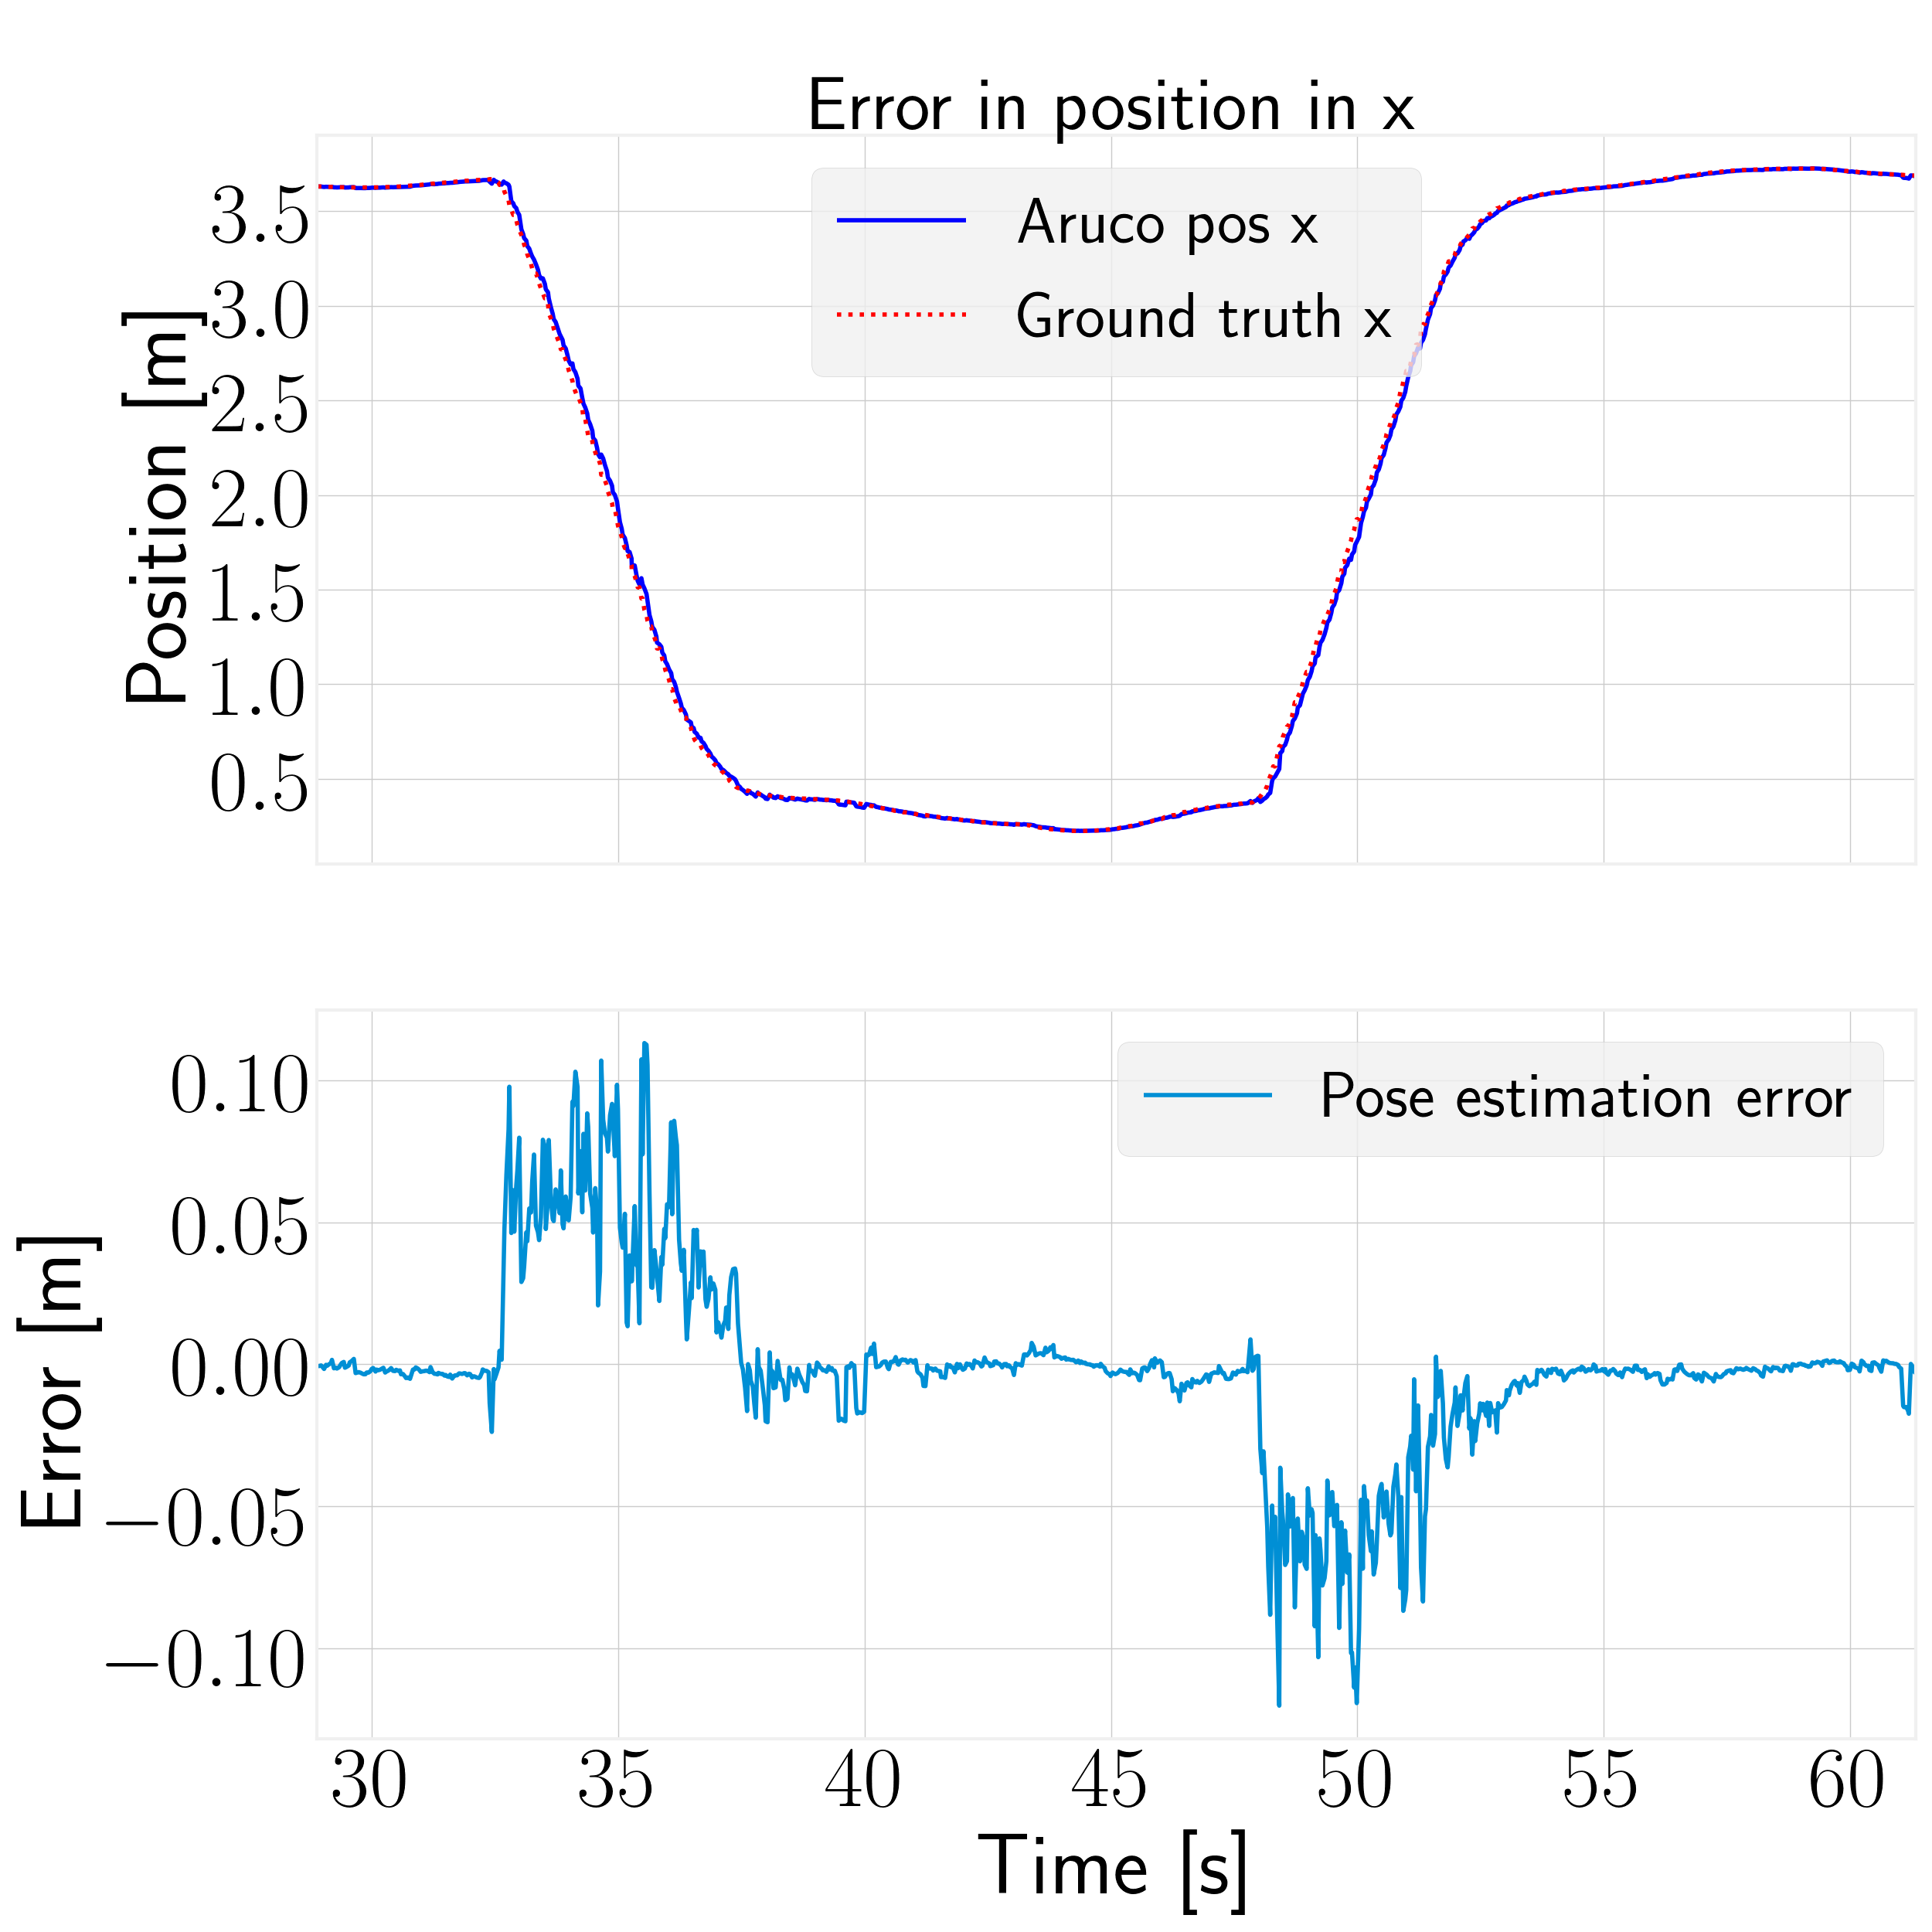 Error in position in x
Position [m]
3.5
3.0
2.5
2.0
1.5
1.0
0.5
Aruco pos x
Ground truth x
Error [m]
0.10
0.05
0.00
−0.05
−0.10
Pose estimation error
30 35 40 45 50 55 60
Time [s]